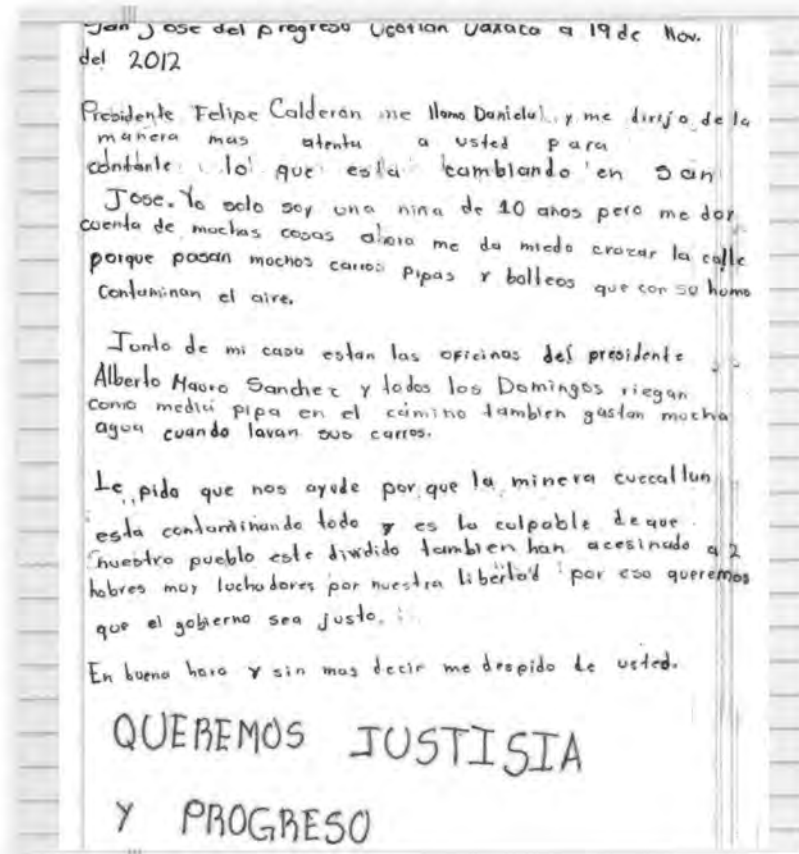 San Jose del progreso Ocotlan Oaxaca a 19 de Nov.
del 2012
Presidente Felipe Calderon me llamo Daniela y me dirijo de la
manera mas atenta a usted para
contarle lo que esta cambiando en San
Jose. Yo solo soy una nina de 10 anos pero me doy
cuenta de muchas cosas ahora me da miedo cruzar la calle
porque pasan muchos carros pipas y bolteos que con su humo
contaminan el aire.
Junto de mi casa estan las oficinas del presidente
Alberto Mauro Sanchez y todos los Domingos riegan
como media pipa en el camino tambien gastan mucha
agua cuando lavan sus carros.
Le pido que nos ayude por que la minera cuzcatlun
esta contaminando todo y es la culpable de que
nuestro pueblo este dividido tambien han acesinado a 2
hobres muy luchadores por nuestra libertad por eso queremos
que el gobierno sea justo.
En buena hora y sin mas decir me despido de usted.
QUEREMOS JUSTISIA
Y PROGRESO